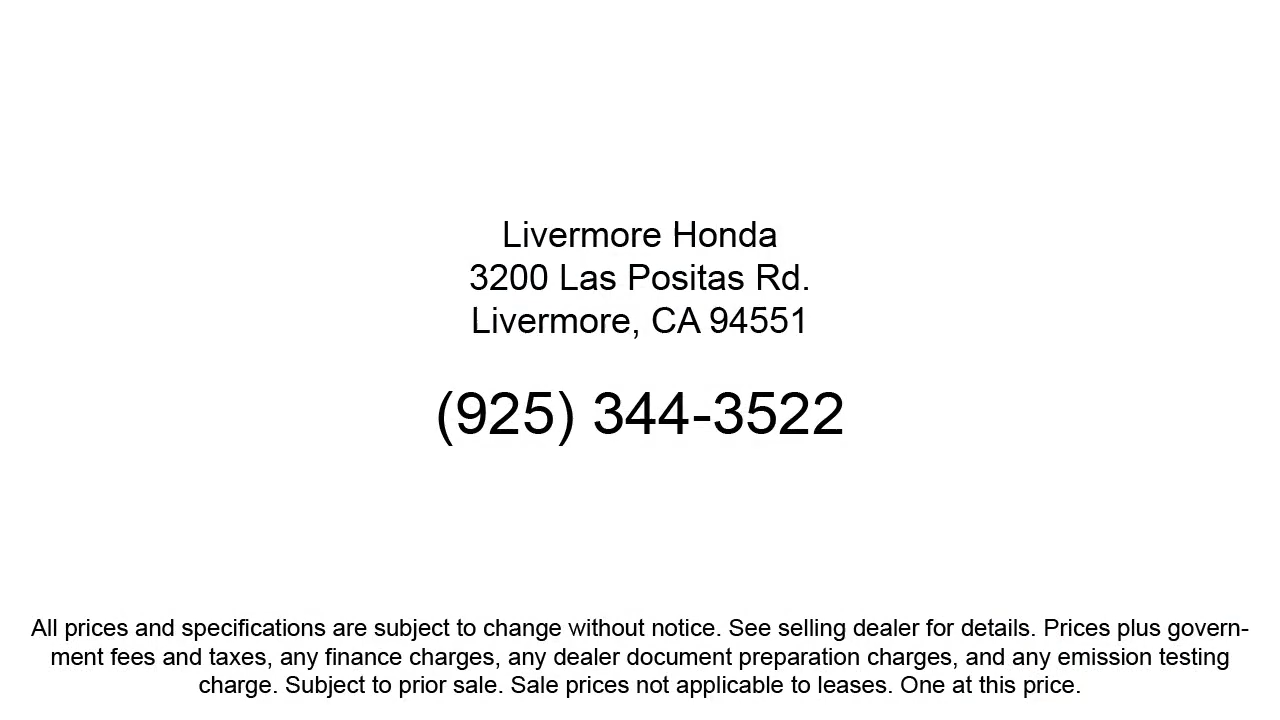 Livermore Honda
3200 Las Positas Rd.
Livermore, CA 94551
(925) 344-3522
All prices and specifications are subject to change without notice. See selling dealer for details. Prices plus govern-
ment fees and taxes, any finance charges, any dealer document preparation charges, and any emission testing
charge. Subject to prior sale. Sale prices not applicable to leases. One at this price.